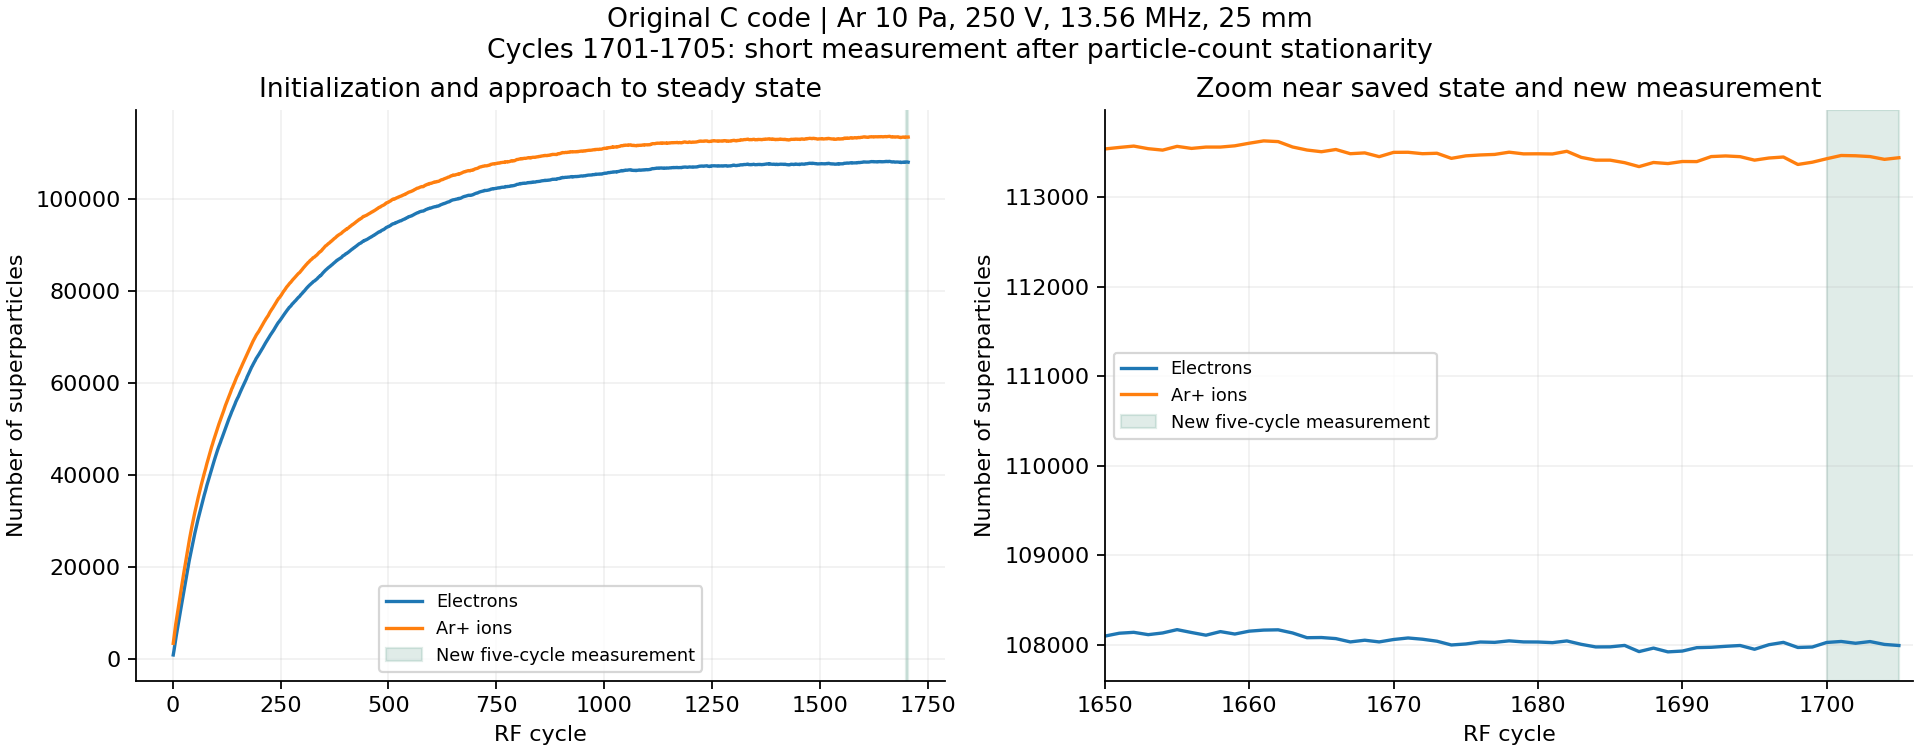 Original C code | Ar 10 Pa, 250 V, 13.56 MHz, 25 mm
Cycles 1701-1705: short measurement after particle-count stationarity
Initialization and approach to steady state
Number of superparticles
100000
80000
60000
40000
20000
0
Electrons
Ar+ ions
New five-cycle measurement
0
250
500
750
1000
1250
1500
1750
RF cycle
Zoom near saved state and new measurement
Number of superparticles
113000
112000
111000
110000
109000
108000
Electrons
Ar+ ions
New five-cycle measurement
1650
1660
1670
1680
1690
1700
RF cycle